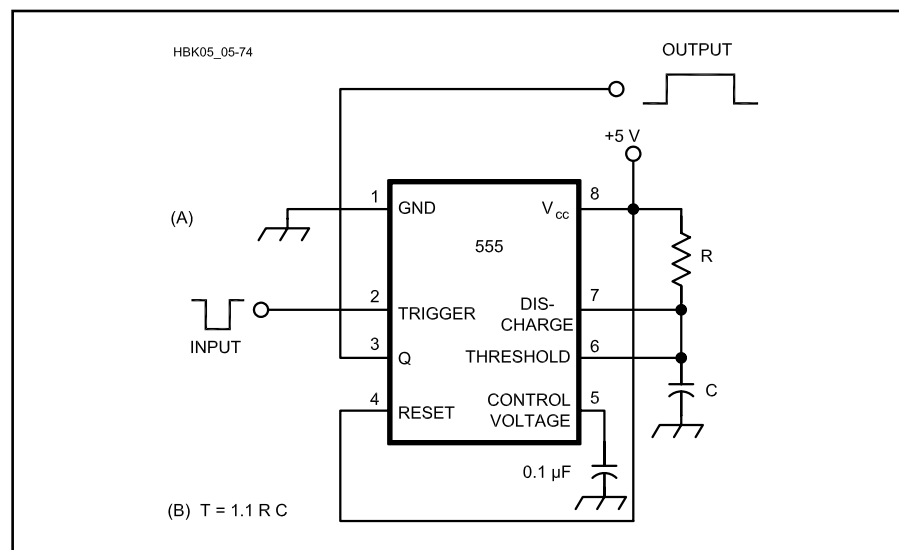 HBK05_05-74
OUTPUT
+5 V
(A)
1
GND
8
Vcc
555
R
2
TRIGGER
7
DIS-
CHARGE
INPUT
3
Q
6
THRESHOLD
4
RESET
5
CONTROL
VOLTAGE
C
0.1 µF
(B) T = 1.1 R C